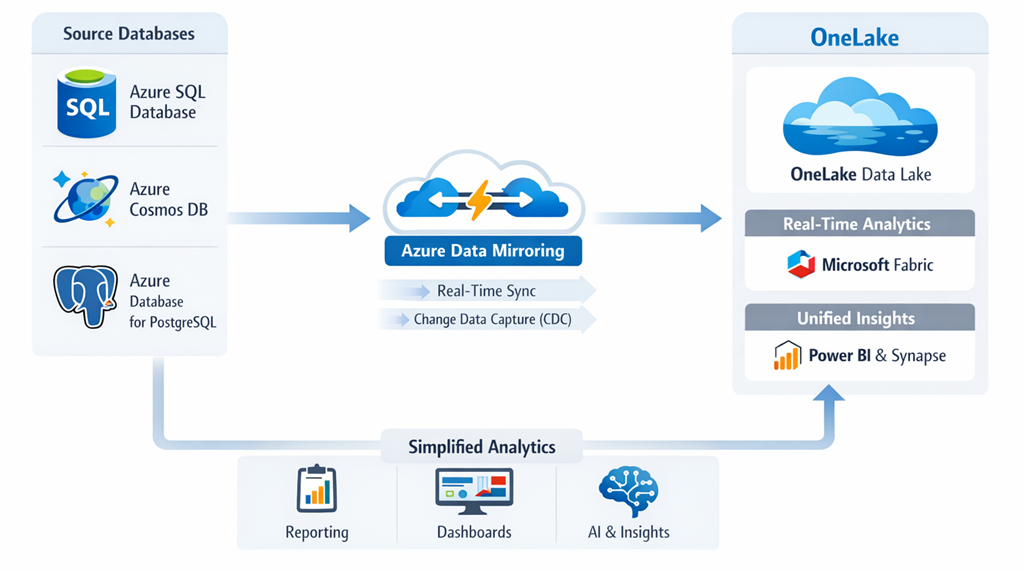 Source Databases
SQL
Azure SQL
Database
Azure
Cosmos DB
Azure
Database
for PostgreSQL
Azure Data Mirroring
Real-Time Sync
Change Data Capture (CDC)
OneLake
OneLake Data Lake
Real-Time Analytics
Microsoft Fabric
Unified Insights
Power BI & Synapse
Simplified Analytics
Reporting
Dashboards
AI & Insights